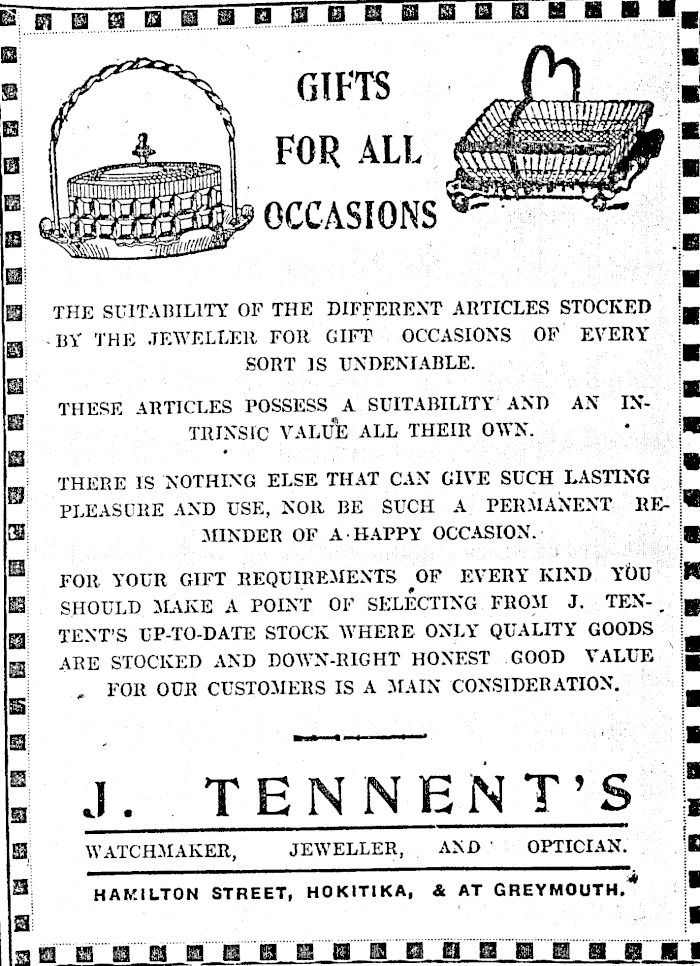 GIFTS
FOR ALL
OCCASIONS
THE SUITABILITY OF THE DIFFERENT ARTICLES STOCKED
BY THE JEWELLER FOR GIFT OCCASIONS OF EVERY
SORT IS UNDENIABLE.
THESE ARTICLES POSSESS A SUITABILITY AND AN IN-
TRINSIC VALUE ALL THEIR OWN.
THERE IS NOTHING ELSE THAT CAN GIVE SUCH LASTING
PLEASURE AND USE, NOR BE SUCH A PERMANENT RE-
MINDER OF A HAPPY OCCASION.
FOR YOUR GIFT REQUIREMENTS OF EVERY KIND YOU
SHOULD MAKE A POINT OF SELECTING FROM J. TEN-
TENT'S UP-TO-DATE STOCK WHERE ONLY QUALITY GOODS
ARE STOCKED AND DOWN-RIGHT HONEST GOOD VALUE
FOR OUR CUSTOMERS IS A MAIN CONSIDERATION.
J. TENNENT'S
WATCHMAKER, JEWELLER, AND OPTICIAN.
HAMILTON STREET, HOKITIKA, & AT GREYMOUTH.